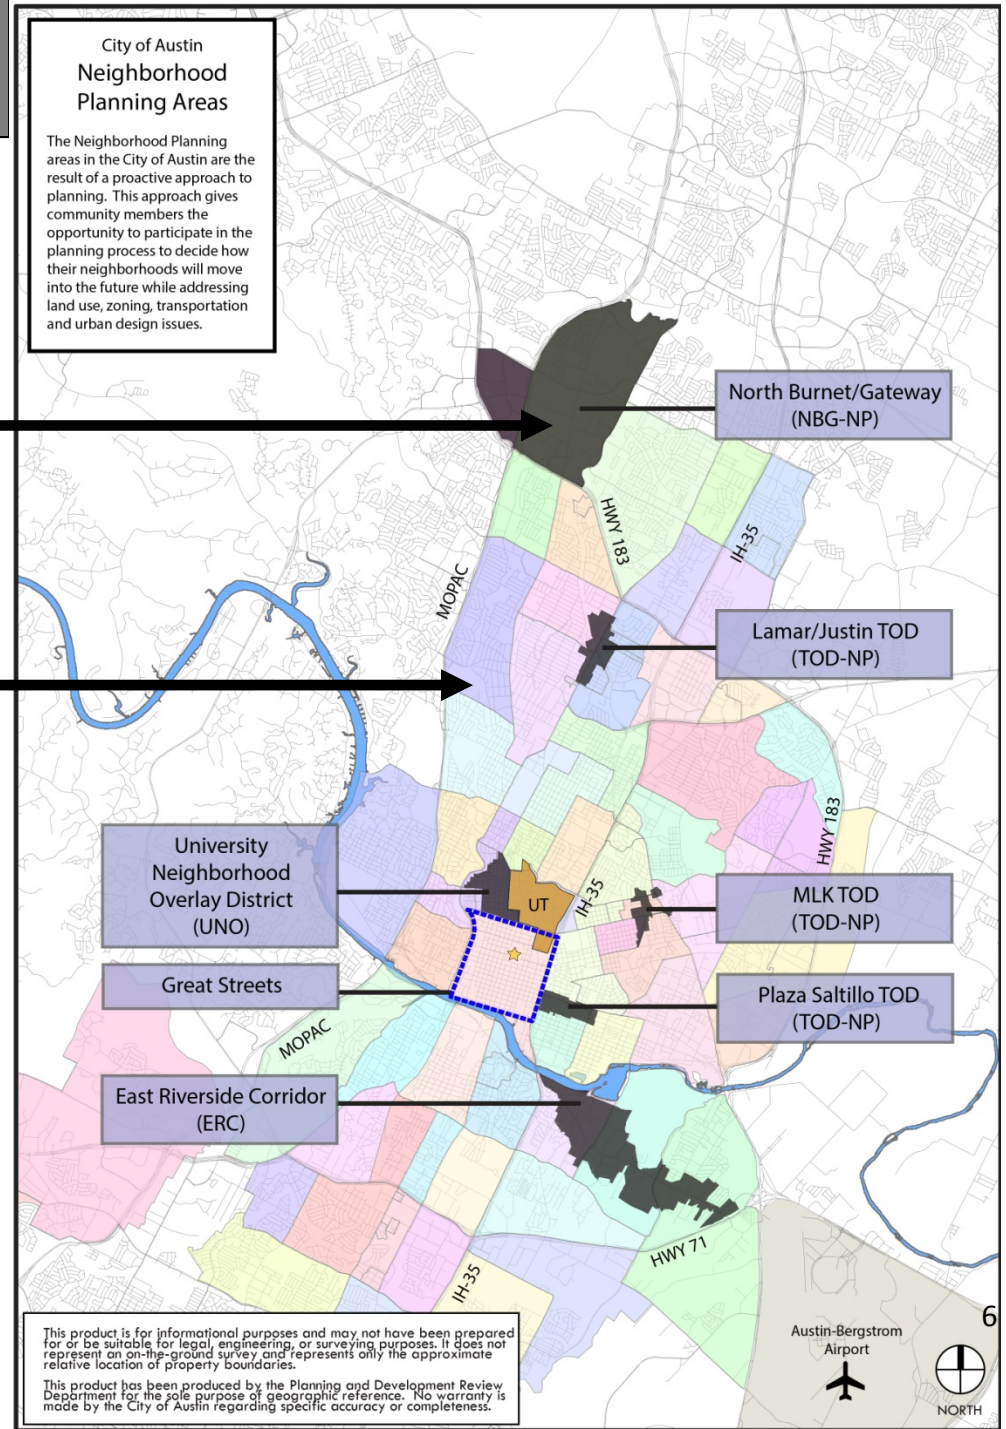 City of Austin
Neighborhood
Planning Areas
The Neighborhood Planning
areas in the City of Austin are the
result of a proactive approach to
planning. This approach gives
community members the
opportunity to participate in the
planning process to decide how
their neighborhoods will move
into the future while addressing
land use, zoning, transportation
and urban design issues.
North Burnet/Gateway
(NBG-NP)
HWY 183
IH-35
MOPAC
Lamar/Justin TOD
(TOD-NP)
HWY 183
University
Neighborhood
Overlay District
(UNO)
UT
IH-35
MLK TOD
(TOD-NP)
Great Streets
Plaza Saltillo TOD
(TOD-NP)
MOPAC
East Riverside Corridor
(ERC)
HWY 71
IH-35
6
This product is for informational purposes and may not have been prepared
for or be suitable for legal, engineering, or surveying purposes. It does not
represent an on-the-ground survey and represents only the approximate
relative location of property boundaries.
This product has been produced by the Planning and Development Review
Department for the sole purpose of geographic reference. No warranty is
made by the City of Austin regarding specific accuracy or completeness.
Austin-Bergstrom
Airport
NORTH